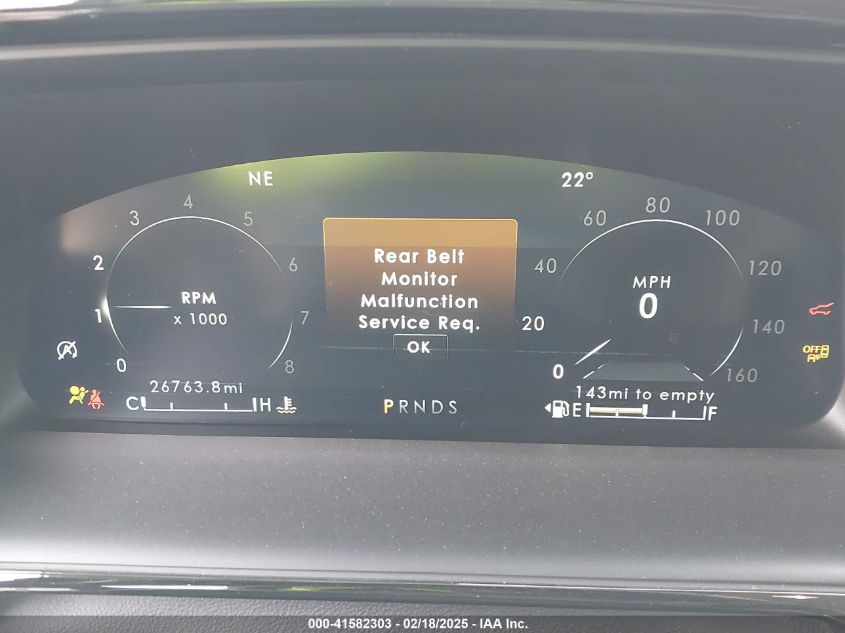 NE
22°
4
3
5
2
6
RPM
x 1000
1
7
0
8
Rear Belt
Monitor
Malfunction
Service Req.
OK
80
60
100
40
120
MPH
0
20
140
0
160
OFF
26763.8mi
143mi to empty
C
H
PRNDS
E
F
000-41582303 - 02/18/2025 - IAA Inc.